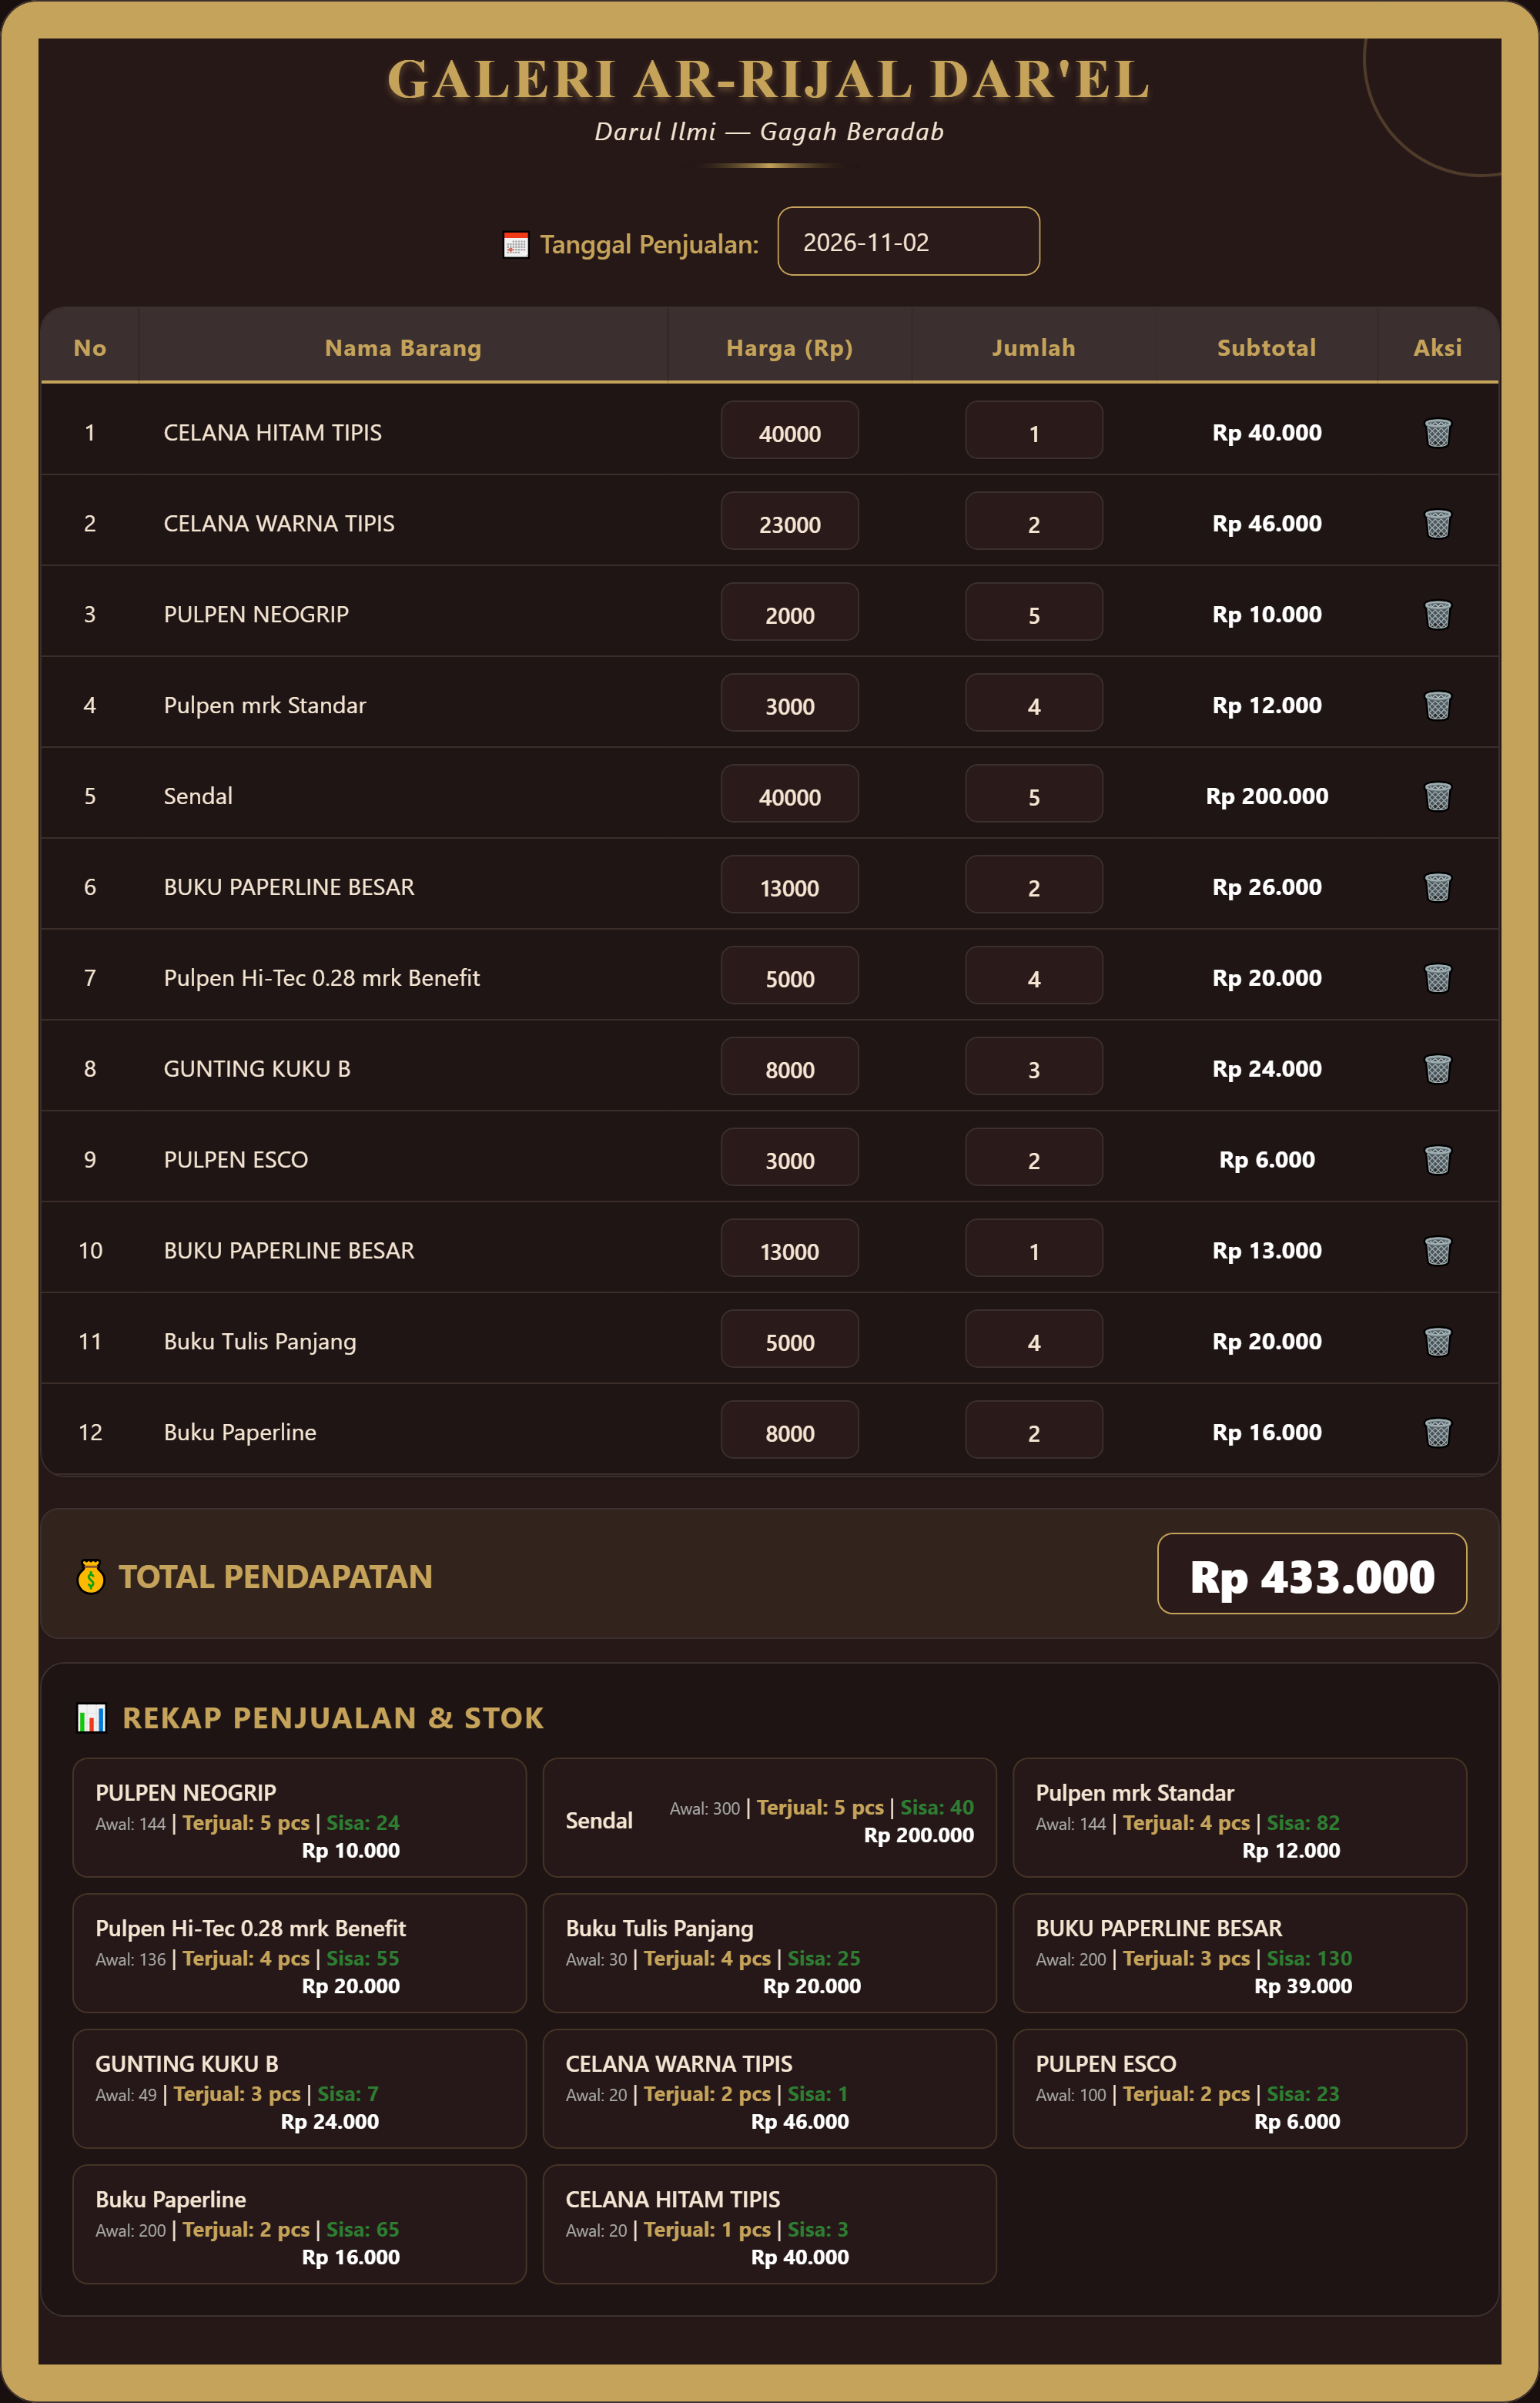 GALERI AR-RIJAL DAR'EL
Darul Ilmi — Gagah Beradab
Tanggal Penjualan: 2026-11-02
No Nama Barang Harga (Rp) Jumlah Subtotal Aksi
1 CELANA HITAM TIPIS 40000 1 Rp 40.000
2 CELANA WARNA TIPIS 23000 2 Rp 46.000
3 PULPEN NEOGRIP 2000 5 Rp 10.000
4 Pulpen mrk Standar 3000 4 Rp 12.000
5 Sendal 40000 5 Rp 200.000
6 BUKU PAPERLINE BESAR 13000 2 Rp 26.000
7 Pulpen Hi-Tec 0.28 mrk Benefit 5000 4 Rp 20.000
8 GUNTING KUKU B 8000 3 Rp 24.000
9 PULPEN ESCO 3000 2 Rp 6.000
10 BUKU PAPERLINE BESAR 13000 1 Rp 13.000
11 Buku Tulis Panjang 5000 4 Rp 20.000
12 Buku Paperline 8000 2 Rp 16.000
TOTAL PENDAPATAN Rp 433.000
REKAP PENJUALAN & STOK
PULPEN NEOGRIP
Awal: 144 | Terjual: 5 pcs | Sisa: 24
Rp 10.000
Sendal
Awal: 300 | Terjual: 5 pcs | Sisa: 40
Rp 200.000
Pulpen mrk Standar
Awal: 144 | Terjual: 4 pcs | Sisa: 82
Rp 12.000
Pulpen Hi-Tec 0.28 mrk Benefit
Awal: 136 | Terjual: 4 pcs | Sisa: 55
Rp 20.000
Buku Tulis Panjang
Awal: 30 | Terjual: 4 pcs | Sisa: 25
Rp 20.000
BUKU PAPERLINE BESAR
Awal: 200 | Terjual: 3 pcs | Sisa: 130
Rp 39.000
GUNTING KUKU B
Awal: 49 | Terjual: 3 pcs | Sisa: 7
Rp 24.000
CELANA WARNA TIPIS
Awal: 20 | Terjual: 2 pcs | Sisa: 1
Rp 46.000
PULPEN ESCO
Awal: 100 | Terjual: 2 pcs | Sisa: 23
Rp 6.000
Buku Paperline
Awal: 200 | Terjual: 2 pcs | Sisa: 65
Rp 16.000
CELANA HITAM TIPIS
Awal: 20 | Terjual: 1 pcs | Sisa: 3
Rp 40.000